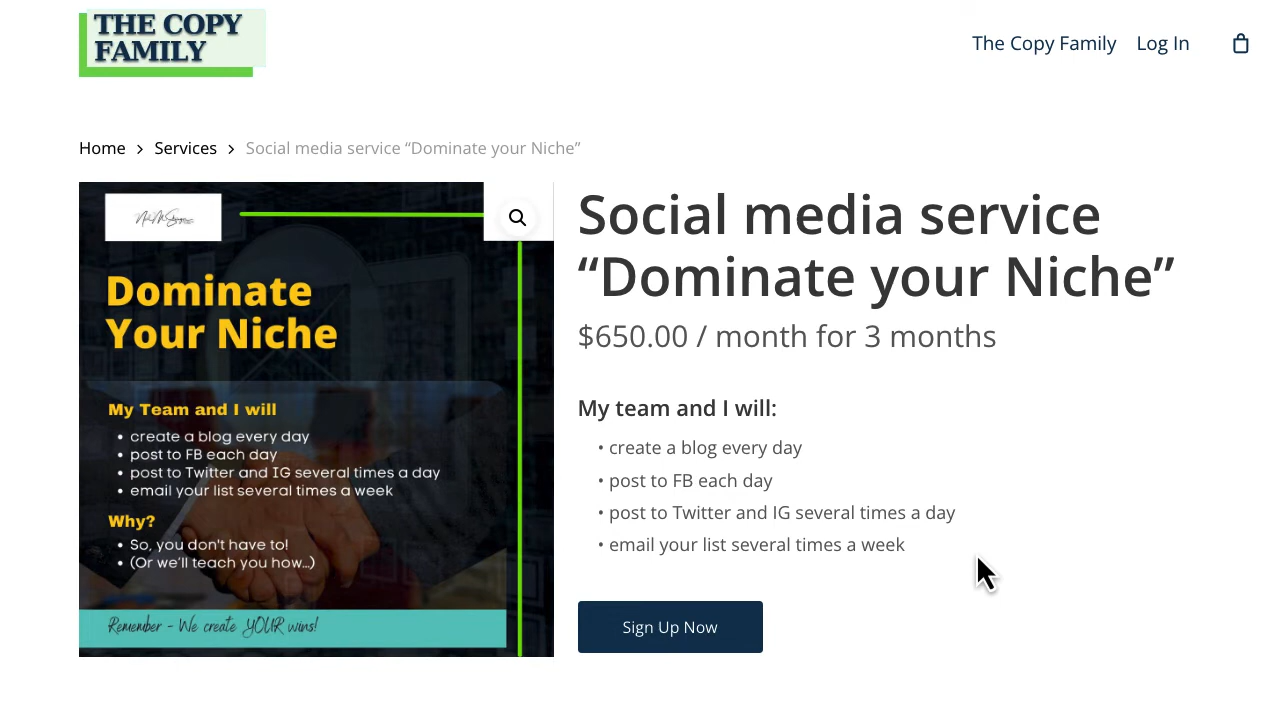 THE COPY
FAMILY
The Copy Family
Log In
Home > Services > Social media service “Dominate your Niche”
Dominate
Your Niche
My Team and I will
• create a blog every day
• post to FB each day
• post to Twitter and IG several times a day
• email your list several times a week
Why?
• So, you don't have to!
• (Or we'll teach you how...)
Remember - We create YOUR wins!
Social media service
“Dominate your Niche”
$650.00 / month for 3 months
My team and I will:
• create a blog every day
• post to FB each day
• post to Twitter and IG several times a day
• email your list several times a week
Sign Up Now